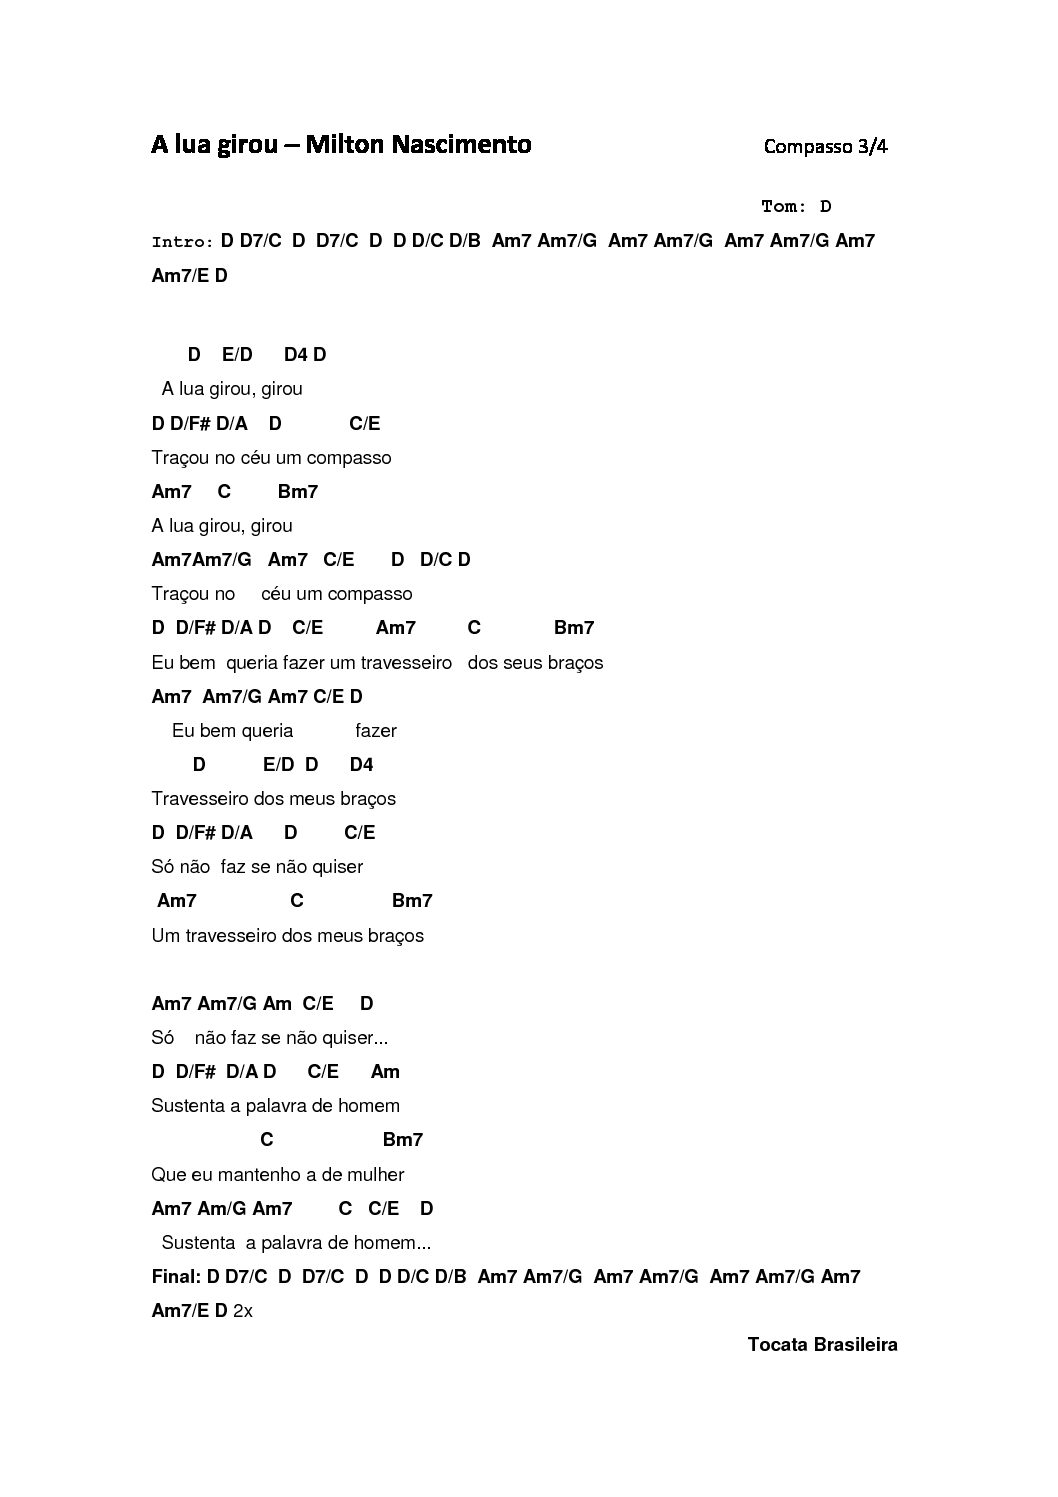 A lua girou – Milton Nascimento Compasso 3/4
Tom: D
Intro: D D7/C D D7/C D D D/C D/B Am7 Am7/G Am7 Am7/G Am7 Am7/G Am7
Am7/E D
D E/D D4 D
A lua girou, girou
D D/F# D/A D C/E
Traçou no céu um compasso
Am7 C Bm7
A lua girou, girou
Am7Am7/G Am7 C/E D D/C D
Traçou no céu um compasso
D D/F# D/A D C/E Am7 C Bm7
Eu bem queria fazer um travesseiro dos seus braços
Am7 Am7/G Am7 C/E D
Eu bem queria fazer
D E/D D D4
Travesseiro dos meus braços
D D/F# D/A D C/E
Só não faz se não quiser
Am7 C Bm7
Um travesseiro dos meus braços
Am7 Am7/G Am C/E D
Só não faz se não quiser...
D D/F# D/A D C/E Am
Sustenta a palavra de homem
C Bm7
Que eu mantenho a de mulher
Am7 Am/G Am7 C C/E D
Sustenta a palavra de homem...
Final: D D7/C D D7/C D D D/C D/B Am7 Am7/G Am7 Am7/G Am7 Am7/G Am7
Am7/E D 2x
Tocata Brasileira